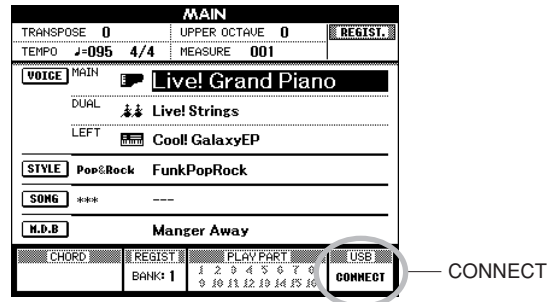 MAIN
TRANSPOSE 0 UPPER OCTAVE 0 REGIST.
TEMPO ♩=095 4/4 MEASURE 001
VOICE MAIN Live! Grand Piano
DUAL Live! Strings
LEFT Cool! GalaxyEP
STYLE Pop&Rock FunkPopRock
SONG *** ---
M.D.B Manger Away
CHORD REGIST PLAY PART USB
BANK: 1 1 2 3 4 5 6 7 8 CONNECT
9 10 11 12 13 14 15 16
CONNECT